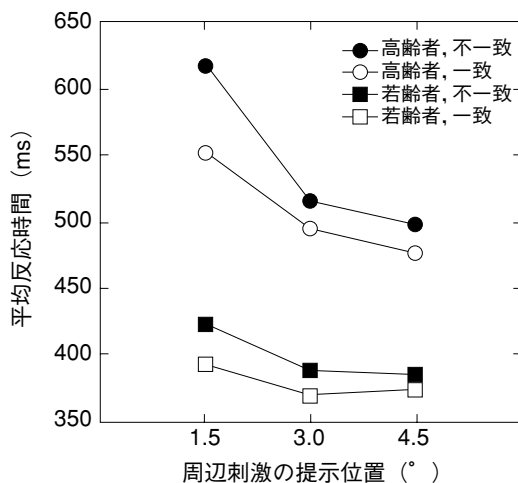 650
600
550
500
450
400
350
平均反応時間（ms）
高齢者, 不一致
高齢者, 一致
若齢者, 不一致
若齢者, 一致
1.5
3.0
4.5
周辺刺激の提示位置（°）